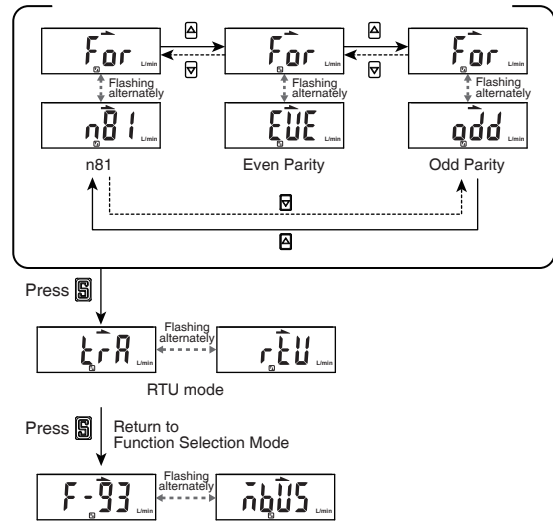 For L/min For L/min For L/min
Flashing alternately Flashing alternately Flashing alternately
n81 L/min EUE L/min odd L/min
n81 Even Parity Odd Parity
Press S
Flashing alternately
trA L/min rtU L/min
RTU mode
Press S Return to
Function Selection Mode
Flashing alternately
F-93 L/min mbUS L/min